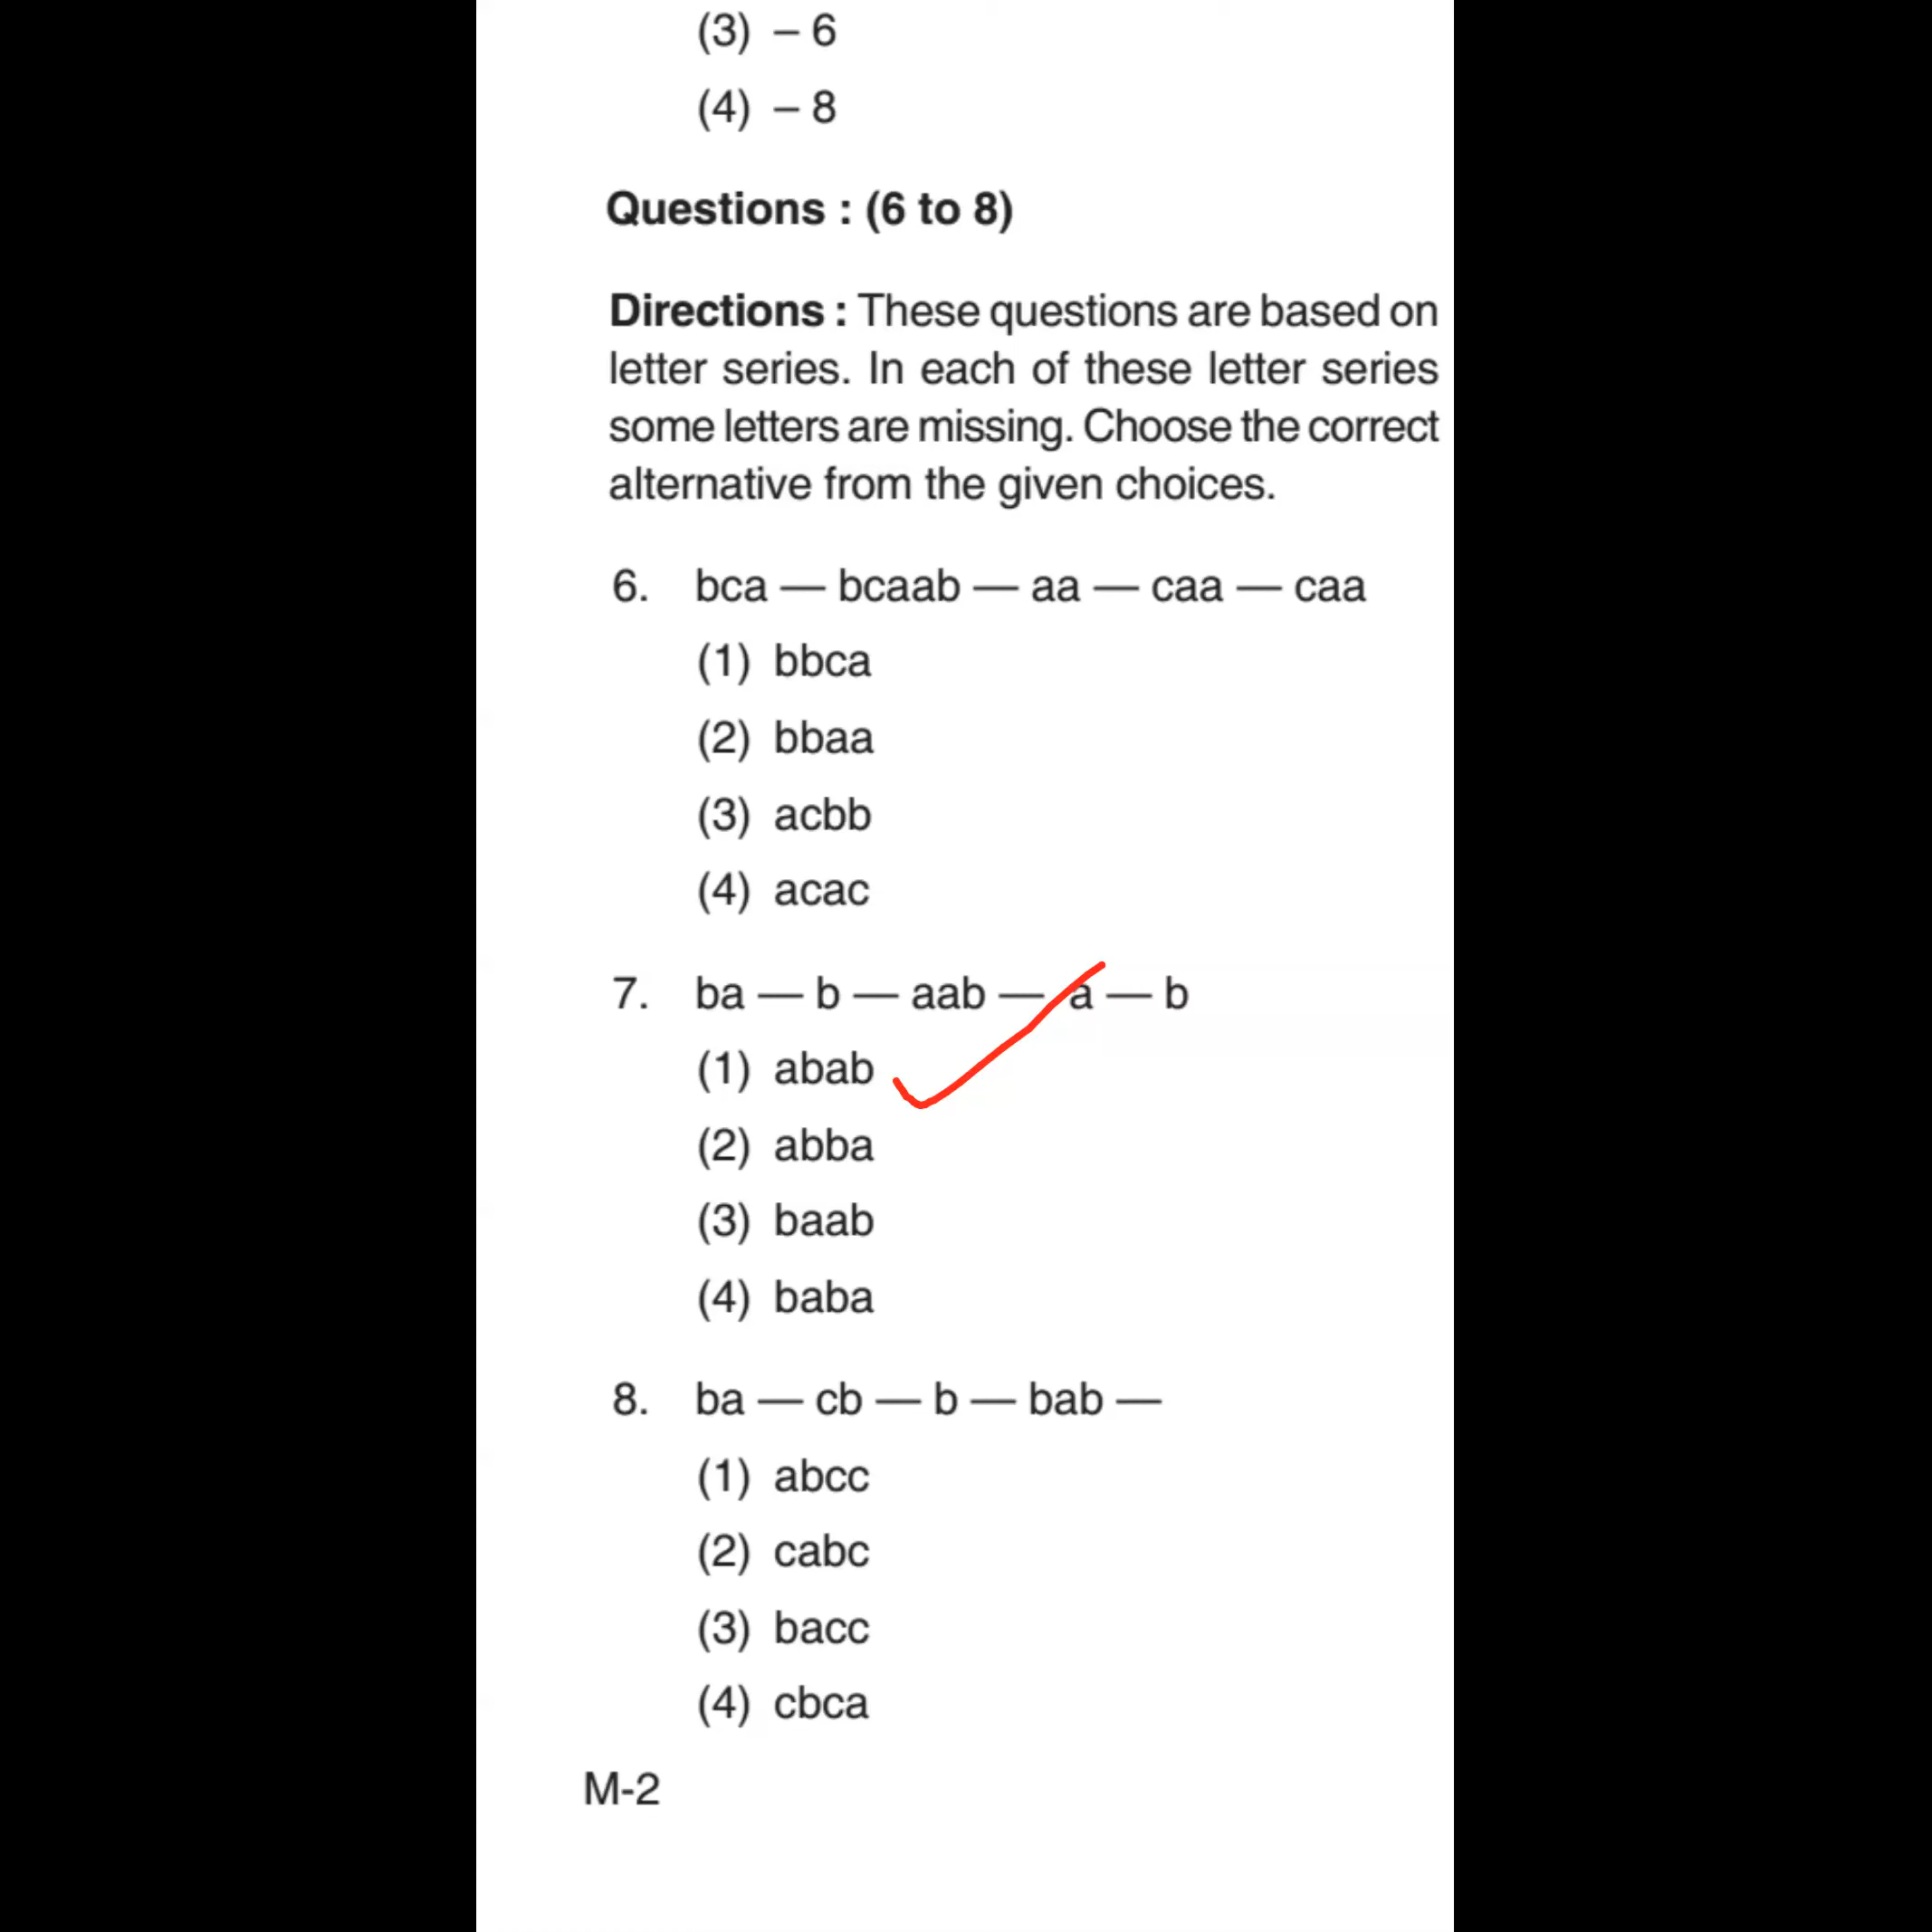 (3) – 6
(4) – 8
Questions : (6 to 8)
Directions : These questions are based on
letter series. In each of these letter series
some letters are missing. Choose the correct
alternative from the given choices.
6. bca — bcaab — aa — caa — caa
(1) bbca
(2) bbaa
(3) acbb
(4) acac
7. ba — b — aab — a — b
(1) abab
(2) abba
(3) baab
(4) baba
8. ba — cb — b — bab —
(1) abcc
(2) cabc
(3) bacc
(4) cbca
M-2